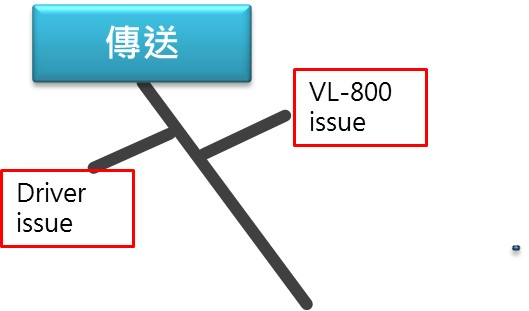 傳送
VL-800
issue
Driver
issue